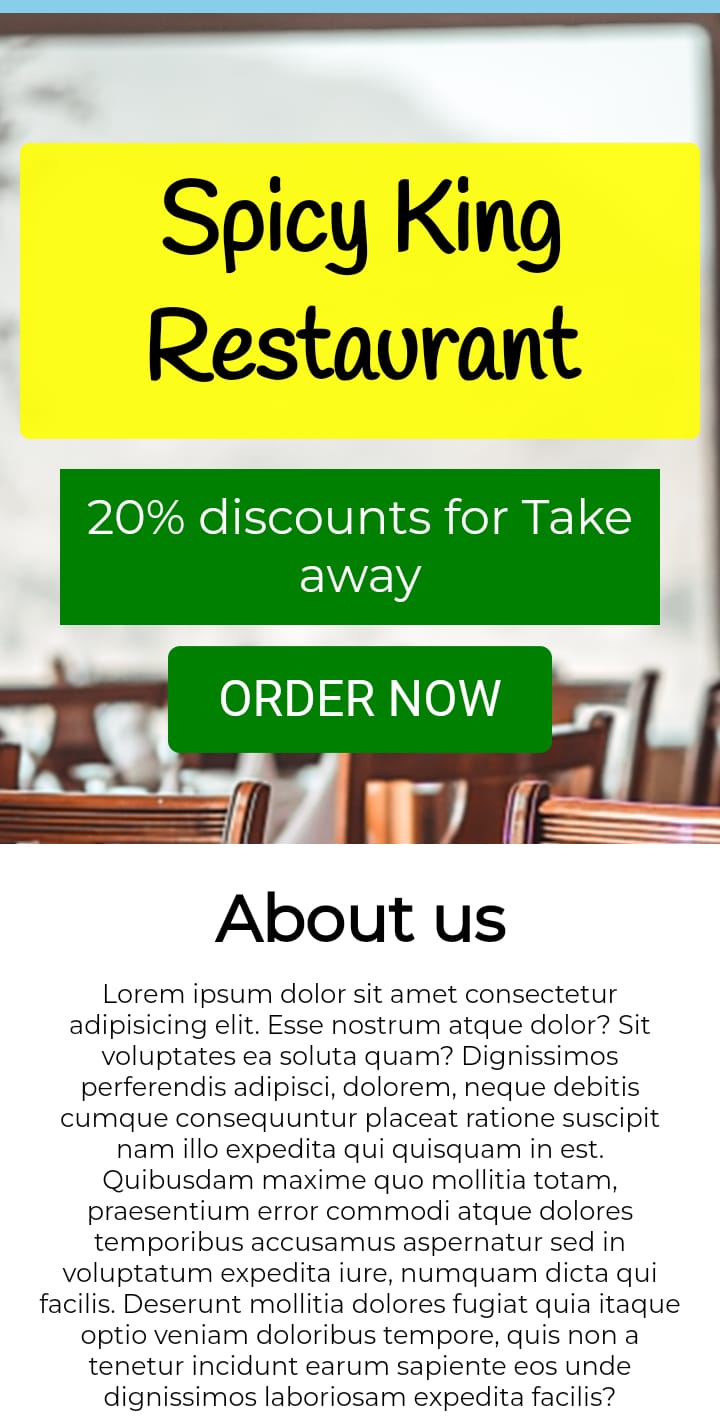 Spicy King
Restaurant
20% discounts for Take
away
ORDER NOW
About us
Lorem ipsum dolor sit amet consectetur
adipisicing elit. Esse nostrum atque dolor? Sit
voluptates ea soluta quam? Dignissimos
perferendis adipisci, dolorem, neque debitis
cumque consequuntur placeat ratione suscipit
nam illo expedita qui quisquam in est.
Quibusdam maxime quo mollitia totam,
praesentium error commodi atque dolores
temporibus accusamus aspernatur sed in
voluptatum expedita iure, numquam dicta qui
facilis. Deserunt mollitia dolores fugiat quia itaque
optio veniam doloribus tempore, quis non a
tenetur incidunt earum sapiente eos unde
dignissimos laboriosam expedita facilis?